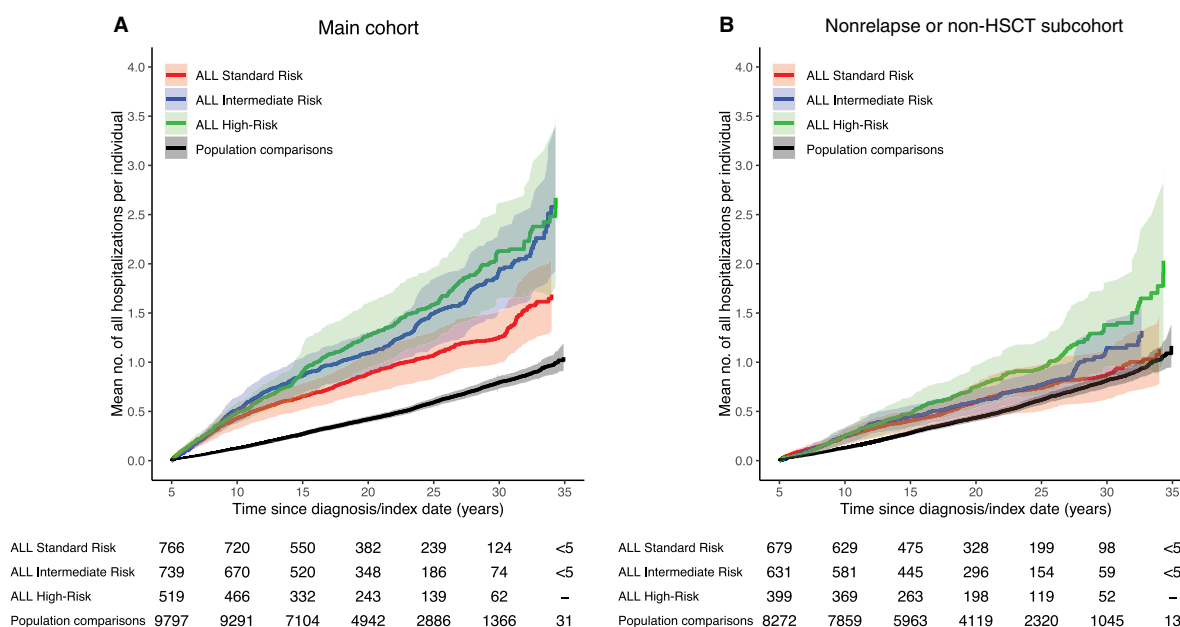 A Main cohort
Mean no. of all hospitalizations per individual
4.0
3.5
3.0
2.5
2.0
1.5
1.0
0.5
0.0
ALL Standard Risk
ALL Intermediate Risk
ALL High-Risk
Population comparisons
5 10 15 20 25 30 35
Time since diagnosis/index date (years)
ALL Standard Risk 766 720 550 382 239 124 <5
ALL Intermediate Risk 739 670 520 348 186 74 <5
ALL High-Risk 519 466 332 243 139 62 –
Population comparisons 9797 9291 7104 4942 2886 1366 31
B Nonrelapse or non-HSCT subcohort
Mean no. of all hospitalizations per individual
4.0
3.5
3.0
2.5
2.0
1.5
1.0
0.5
0.0
ALL Standard Risk
ALL Intermediate Risk
ALL High-Risk
Population comparisons
5 10 15 20 25 30 35
Time since diagnosis/index date (years)
ALL Standard Risk 679 629 475 328 199 98 <5
ALL Intermediate Risk 631 581 445 296 154 59 <5
ALL High-Risk 399 369 263 198 119 52 –
Population comparisons 8272 7859 5963 4119 2320 1045 13